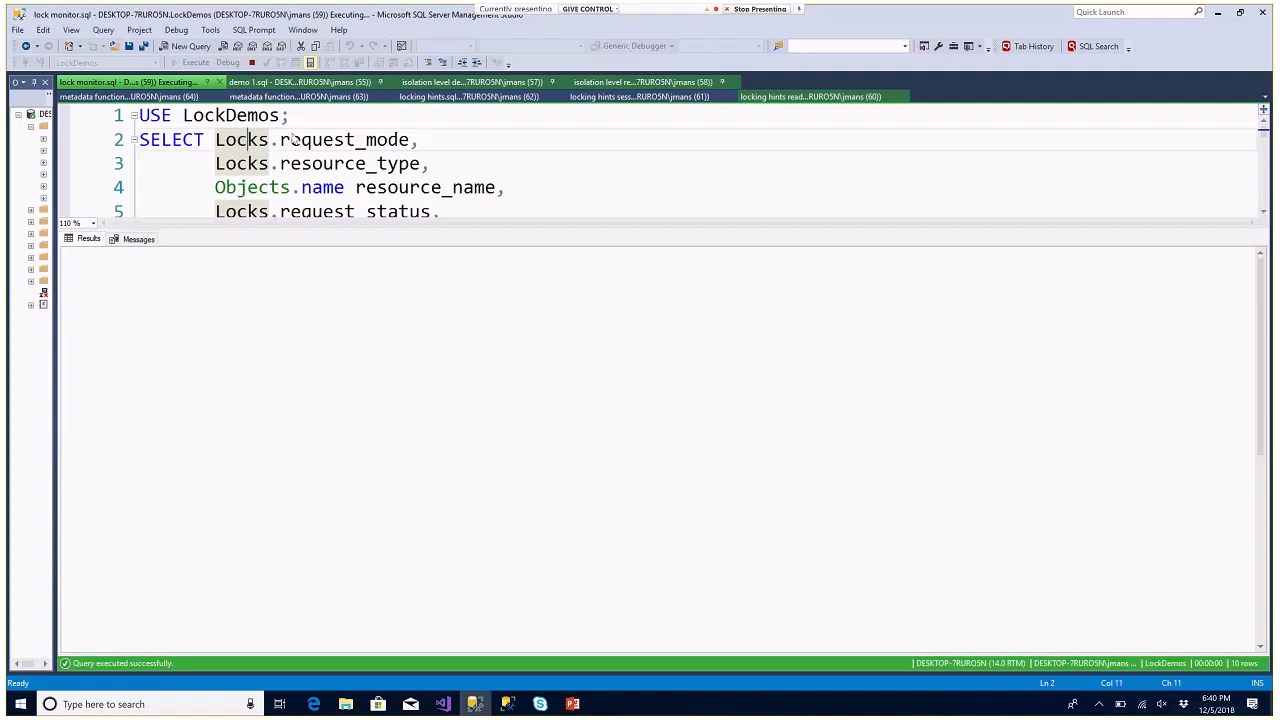 lock monitor.sql - DESKTOP-7RURO5N.LockDemos (DESKTOP-7RURO5N\jmans (59)) Executing... - Microsoft SQL Server Management Studio
Currently presenting GIVE CONTROL Stop Presenting
Quick Launch
File Edit View Query Project Debug Tools SQL Prompt Window Help
New Query Generic Debugger Tab History SQL Search
LockDemos Execute Debug
lock monitor.sql - D...s (59)) Executing... demo 1.sql - DESK...RURO5N\jmans (55)) isolation level de...7RURO5N\jmans (57)) isolation level re...7RURO5N\jmans (58))
metadata function...URO5N\jmans (64)) metadata function...URO5N\jmans (63)) locking hints.sql...7RURO5N\jmans (62)) locking hints sess...RURO5N\jmans (61)) locking hints read...RURO5N\jmans (60))
DES
1 USE LockDemos;
2 SELECT Locks.request_mode,
3 Locks.resource_type,
4 Objects.name resource_name,
5 Locks.request_status,
110 %
Results Messages
Query executed successfully. DESKTOP-7RURO5N (14.0 RTM) DESKTOP-7RURO5N\jmans ... LockDemos 00:00:00 10 rows
Ready Ln 2 Col 11 Ch 11 INS
Type here to search
6:40 PM
12/5/2018